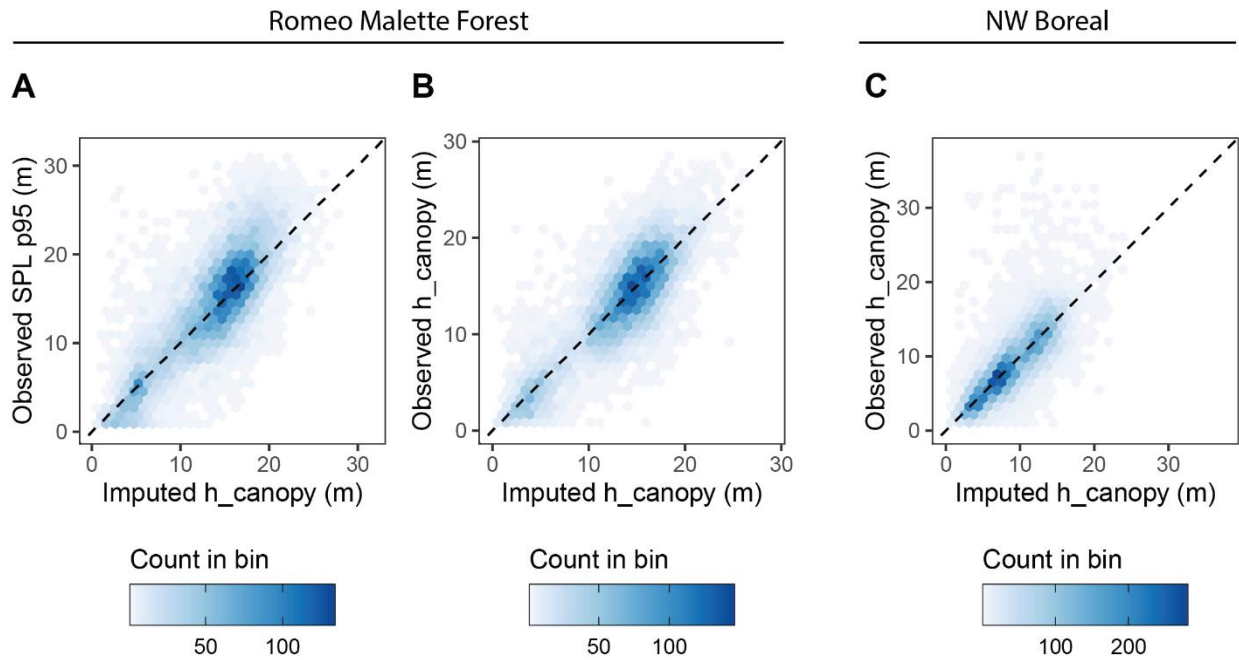 Romeo Malette Forest
NW Boreal
A
B
C
Observed SPL p95 (m)
30
20
10
0
0 10 20 30
Imputed h_canopy (m)
Observed h_canopy (m)
30
20
10
0
0 10 20 30
Imputed h_canopy (m)
Observed h_canopy (m)
30
20
10
0
0 10 20 30
Imputed h_canopy (m)
Count in bin
50 100
Count in bin
50 100
Count in bin
100 200